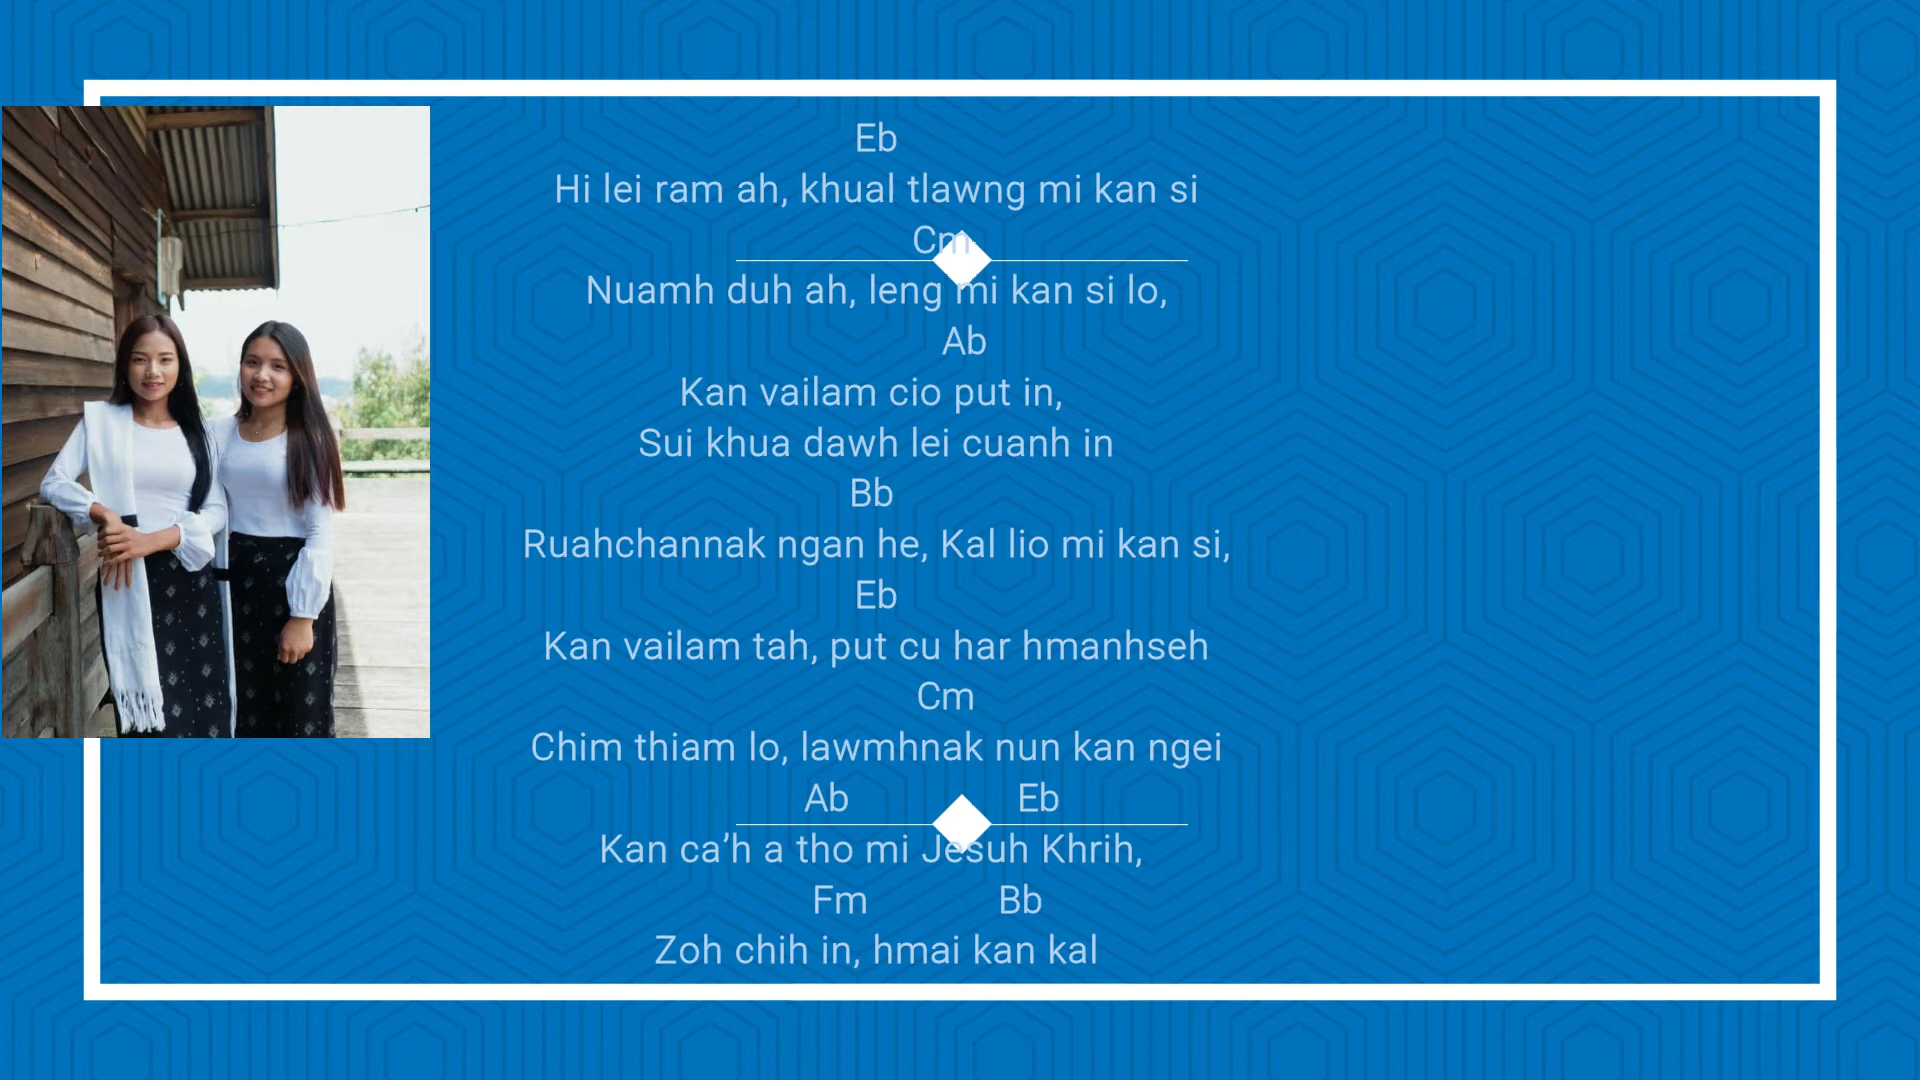 Eb
Hi lei ram ah, khual tlawng mi kan si
Cm
Nuamh duh ah, leng mi kan si lo,
Ab
Kan vailam cio put in,
Sui khua dawh lei cuanh in
Bb
Ruahchannak ngan he, Kal lio mi kan si,
Eb
Kan vailam tah, put cu har hmanhseh
Cm
Chim thiam lo, lawmhnak nun kan ngei
Ab Eb
Kan ca’h a tho mi Jesuh Khrih,
Fm Bb
Zoh chih in, hmai kan kal